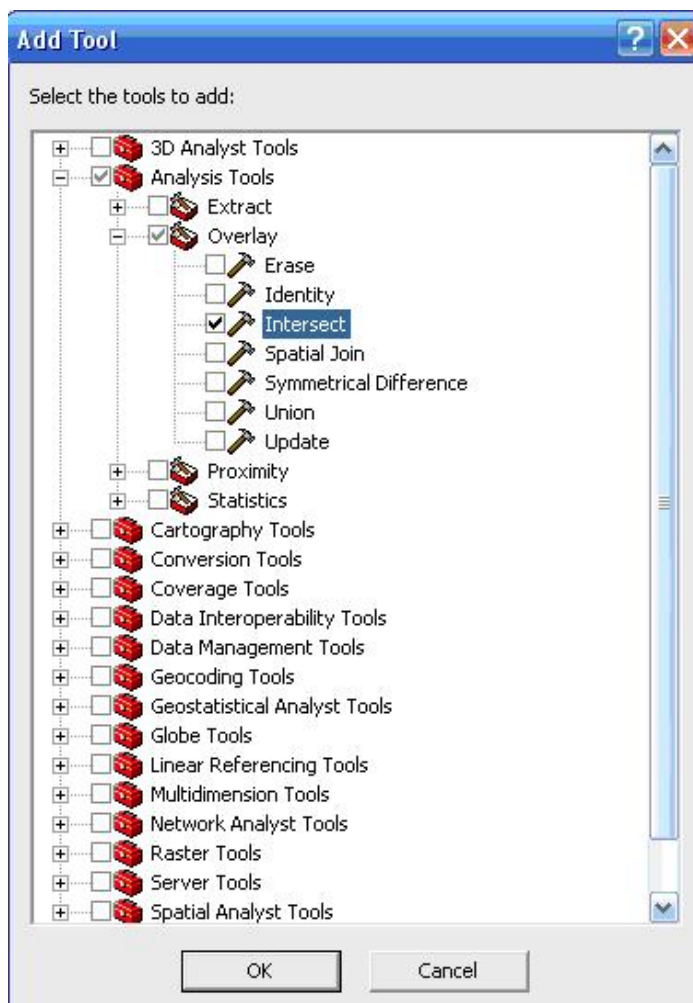 Add Tool
Select the tools to add:
3D Analyst Tools
Analysis Tools
Extract
Overlay
Erase
Identity
Intersect
Spatial Join
Symmetrical Difference
Union
Update
Proximity
Statistics
Cartography Tools
Conversion Tools
Coverage Tools
Data Interoperability Tools
Data Management Tools
Geocoding Tools
Geostatistical Analyst Tools
Globe Tools
Linear Referencing Tools
Multidimension Tools
Network Analyst Tools
Raster Tools
Server Tools
Spatial Analyst Tools
OK Cancel